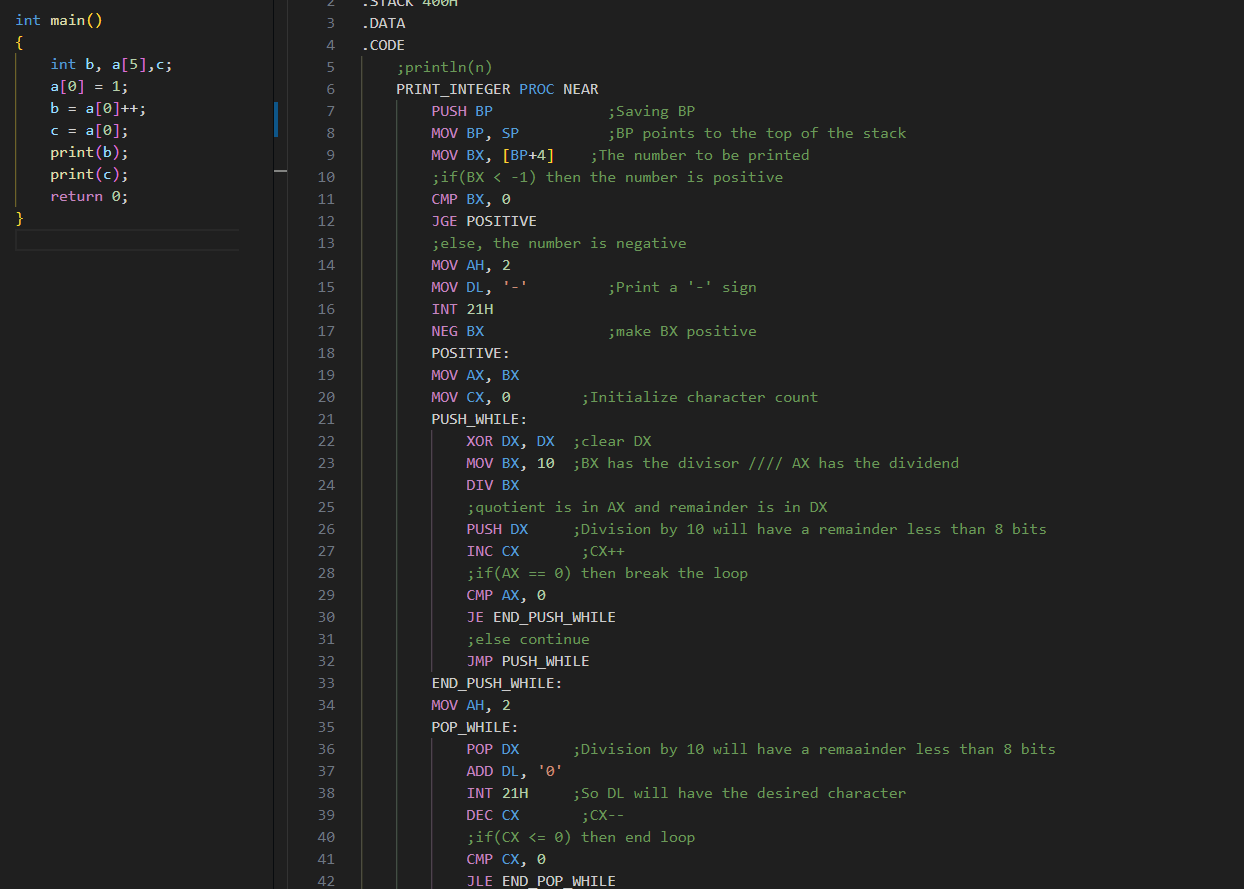 int main()
{
int b, a[5],c;
a[0] = 1;
b = a[0]++;
c = a[0];
print(b);
print(c);
return 0;
}
2 .STACK 400H
3 .DATA
4 .CODE
5 ;println(n)
6 PRINT_INTEGER PROC NEAR
7 PUSH BP ;Saving BP
8 MOV BP, SP ;BP points to the top of the stack
9 MOV BX, [BP+4] ;The number to be printed
10 ;if(BX < -1) then the number is positive
11 CMP BX, 0
12 JGE POSITIVE
13 ;else, the number is negative
14 MOV AH, 2
15 MOV DL, '-' ;Print a '-' sign
16 INT 21H
17 NEG BX ;make BX positive
18 POSITIVE:
19 MOV AX, BX
20 MOV CX, 0 ;Initialize character count
21 PUSH_WHILE:
22 XOR DX, DX ;clear DX
23 MOV BX, 10 ;BX has the divisor //// AX has the dividend
24 DIV BX
25 ;quotient is in AX and remainder is in DX
26 PUSH DX ;Division by 10 will have a remainder less than 8 bits
27 INC CX ;CX++
28 ;if(AX == 0) then break the loop
29 CMP AX, 0
30 JE END_PUSH_WHILE
31 ;else continue
32 JMP PUSH_WHILE
33 END_PUSH_WHILE:
34 MOV AH, 2
35 POP_WHILE:
36 POP DX ;Division by 10 will have a remaainder less than 8 bits
37 ADD DL, '0'
38 INT 21H ;So DL will have the desired character
39 DEC CX ;CX--
40 ;if(CX <= 0) then end loop
41 CMP CX, 0
42 JLE END_POP_WHILE